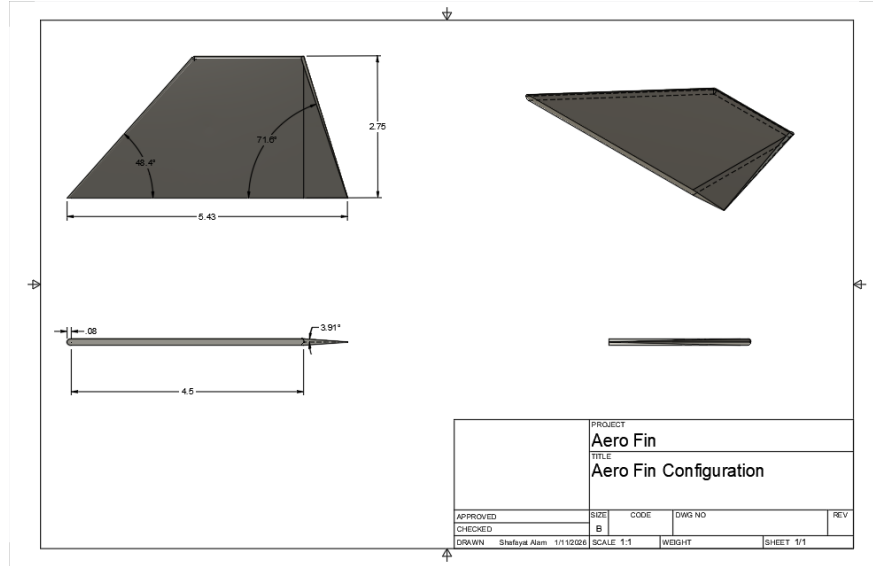 2.75
71.6°
48.4°
5.43
.08
3.91°
4.5
PROJECT
Aero Fin
TITLE
Aero Fin Configuration
APPROVED
CHECKED
DRAWN Shafayat Alam 1/11/2026
SIZE CODE DWG NO REV
B
SCALE 1:1 WEIGHT SHEET 1/1